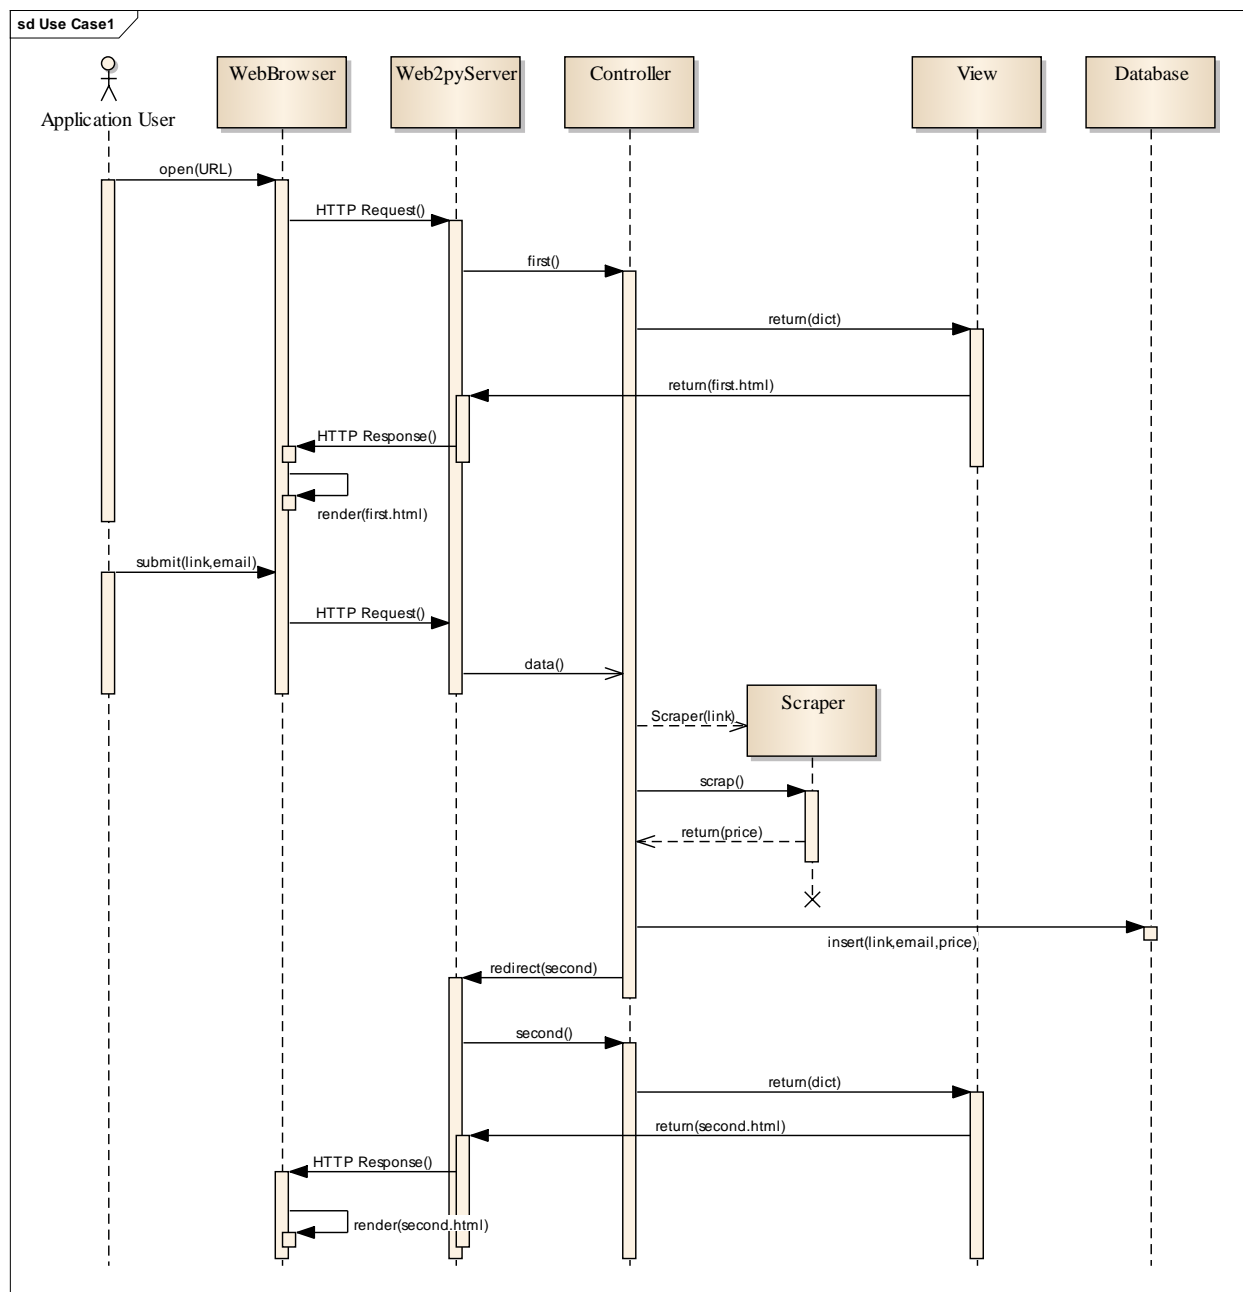 sd Use Case1
Application User
WebBrowser
Web2pyServer
Controller
View
Database
open(URL)
HTTP Request()
first()
return(dict)
return(first.html)
HTTP Response()
render(first.html)
submit(link,email)
HTTP Request()
data()
Scraper
Scraper(link)
scrap()
return(price)
insert(link,email,price)
redirect(second)
second()
return(dict)
return(second.html)
HTTP Response()
render(second.html)